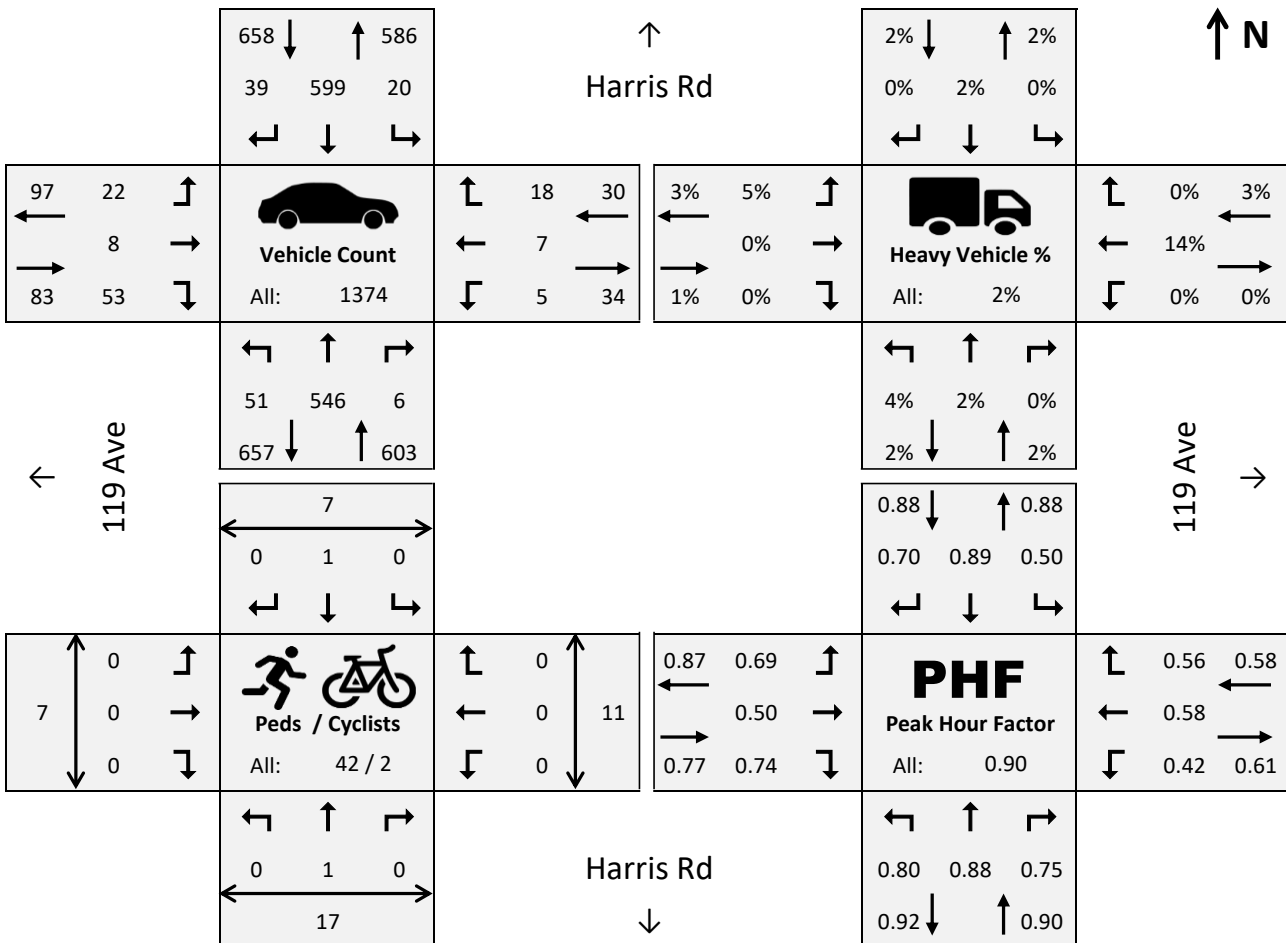 658 586
39 599 20
Harris Rd
2% 2%
0% 2% 0%
N
97 22
8
83 53
Vehicle Count
All: 1374
18 30
7
5 34
3% 5%
0%
1% 0%
Heavy Vehicle %
All: 2%
0% 3%
14%
0% 0%
51 546 6
657 603
4% 2% 0%
2% 2%
119 Ave
119 Ave
7
0 1 0
0.88 0.88
0.70 0.89 0.50
0
7 0
0
Peds / Cyclists
All: 42 / 2
0
0 11
0
0.87 0.69
0.50
0.77 0.74
PHF
Peak Hour Factor
All: 0.90
0.56 0.58
0.58
0.42 0.61
0 1 0
17
Harris Rd
0.80 0.88 0.75
0.92 0.90